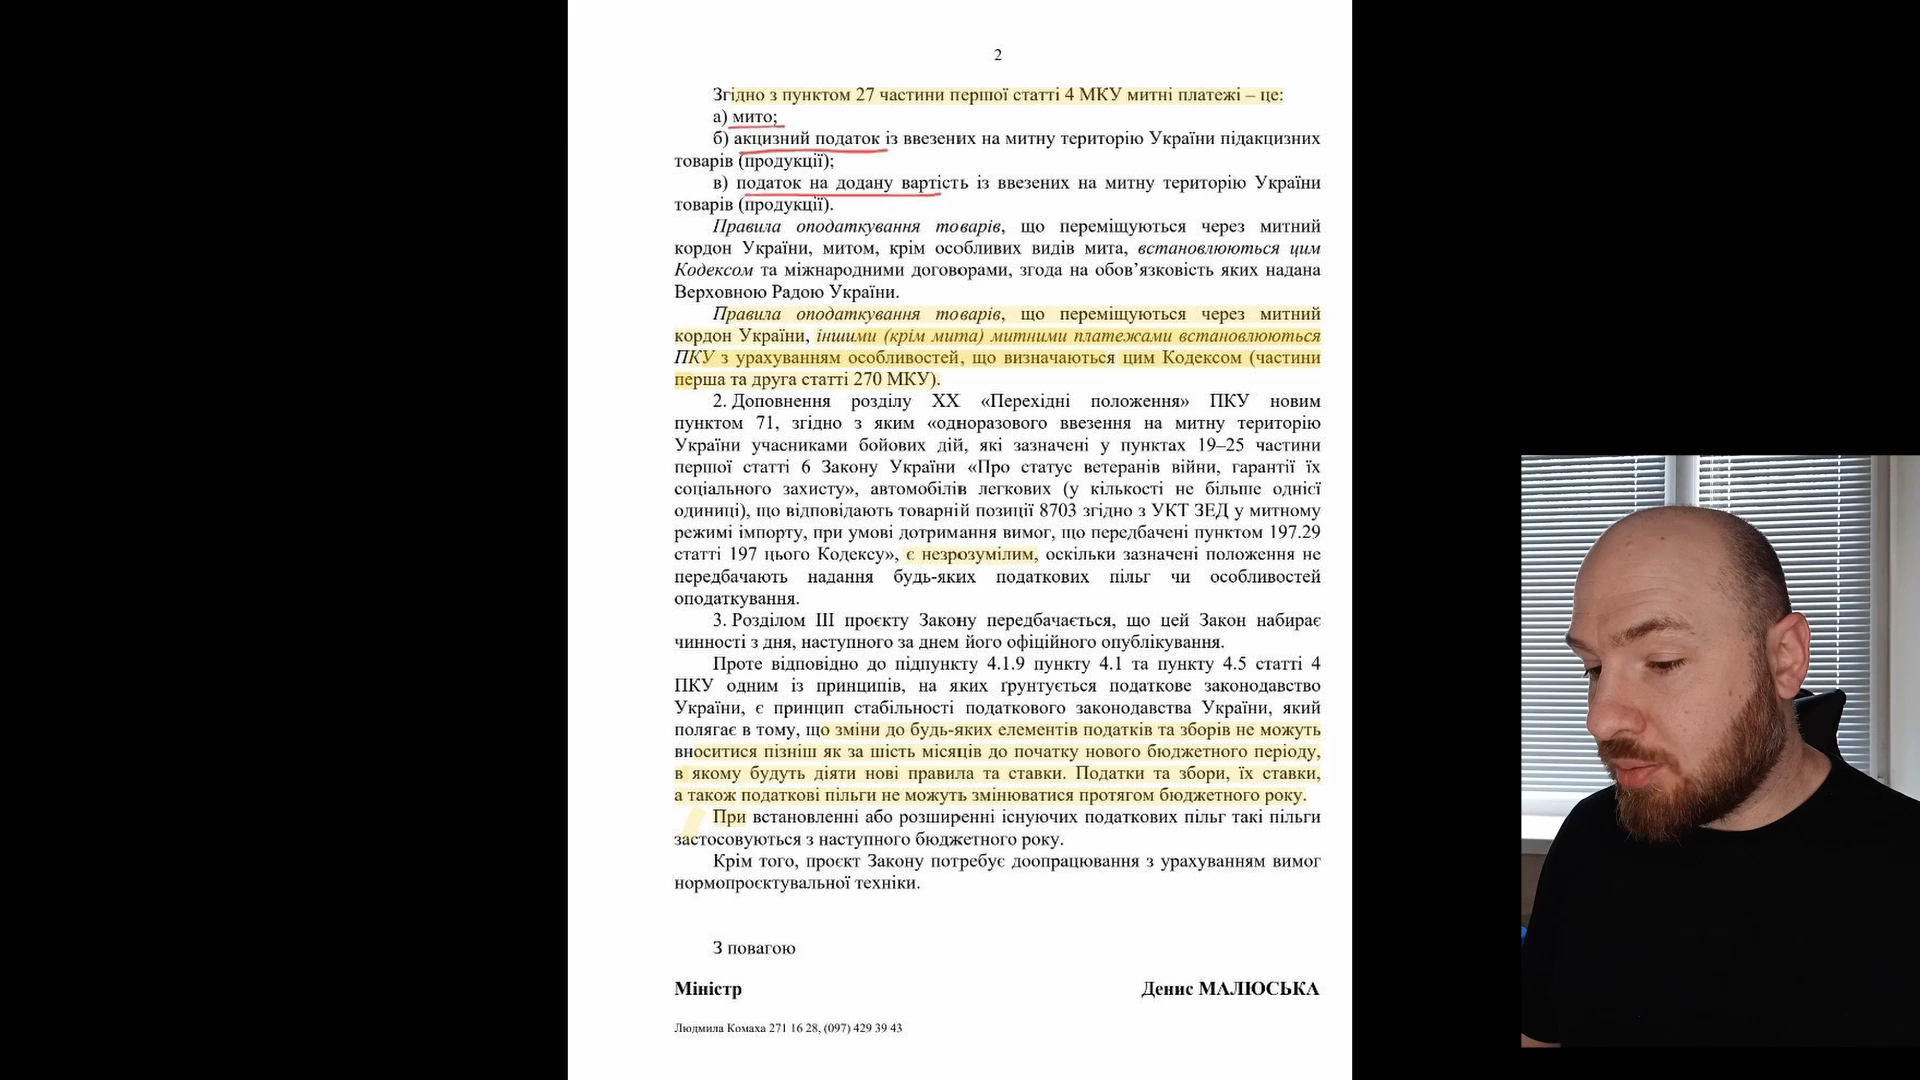 2
Згідно з пунктом 27 частини першої статті 4 МКУ митні платежі – це:
а) мито;
б) акцизний податок із ввезених на митну територію України підакцизних
товарів (продукції);
в) податок на додану вартість із ввезених на митну територію України
товарів (продукції).
Правила оподаткування товарів, що переміщуються через митний
кордон України, митом, крім особливих видів мита, встановлюються цим
Кодексом та міжнародними договорами, згода на обов’язковість яких надана
Верховною Радою України.
Правила оподаткування товарів, що переміщуються через митний
кордон України, іншими (крім мита) митними платежами встановлюються
ПКУ з урахуванням особливостей, що визначаються цим Кодексом (частини
перша та друга статті 270 МКУ).
2. Доповнення розділу XX «Перехідні положення» ПКУ новим
пунктом 71, згідно з яким «одноразового ввезення на митну територію
України учасниками бойових дій, які зазначені у пунктах 19–25 частини
першої статті 6 Закону України «Про статус ветеранів війни, гарантії їх
соціального захисту», автомобілів легкових (у кількості не більше однієї
одиниці), що відповідають товарній позиції 8703 згідно з УКТ ЗЕД у митному
режимі імпорту, при умові дотримання вимог, що передбачені пунктом 197.29
статті 197 цього Кодексу», є незрозумілим, оскільки зазначені положення не
передбачають надання будь-яких податкових пільг чи особливостей
оподаткування.
3. Розділом III проєкту Закону передбачається, що цей Закон набирає
чинності з дня, наступного за днем його офіційного опублікування.
Проте відповідно до підпункту 4.1.9 пункту 4.1 та пункту 4.5 статті 4
ПКУ одним із принципів, на яких ґрунтується податкове законодавство
України, є принцип стабільності податкового законодавства України, який
полягає в тому, що зміни до будь-яких елементів податків та зборів не можуть
вноситися пізніш як за шість місяців до початку нового бюджетного періоду,
в якому будуть діяти нові правила та ставки. Податки та збори, їх ставки,
а також податкові пільги не можуть змінюватися протягом бюджетного року.
При встановленні або розширенні існуючих податкових пільг такі пільги
застосовуються з наступного бюджетного року.
Крім того, проєкт Закону потребує доопрацювання з урахуванням вимог
нормопроєктувальної техніки.
З повагою
Міністр Денис МАЛЮСЬКА
Людмила Комаха 271 16 28, (097) 429 39 43